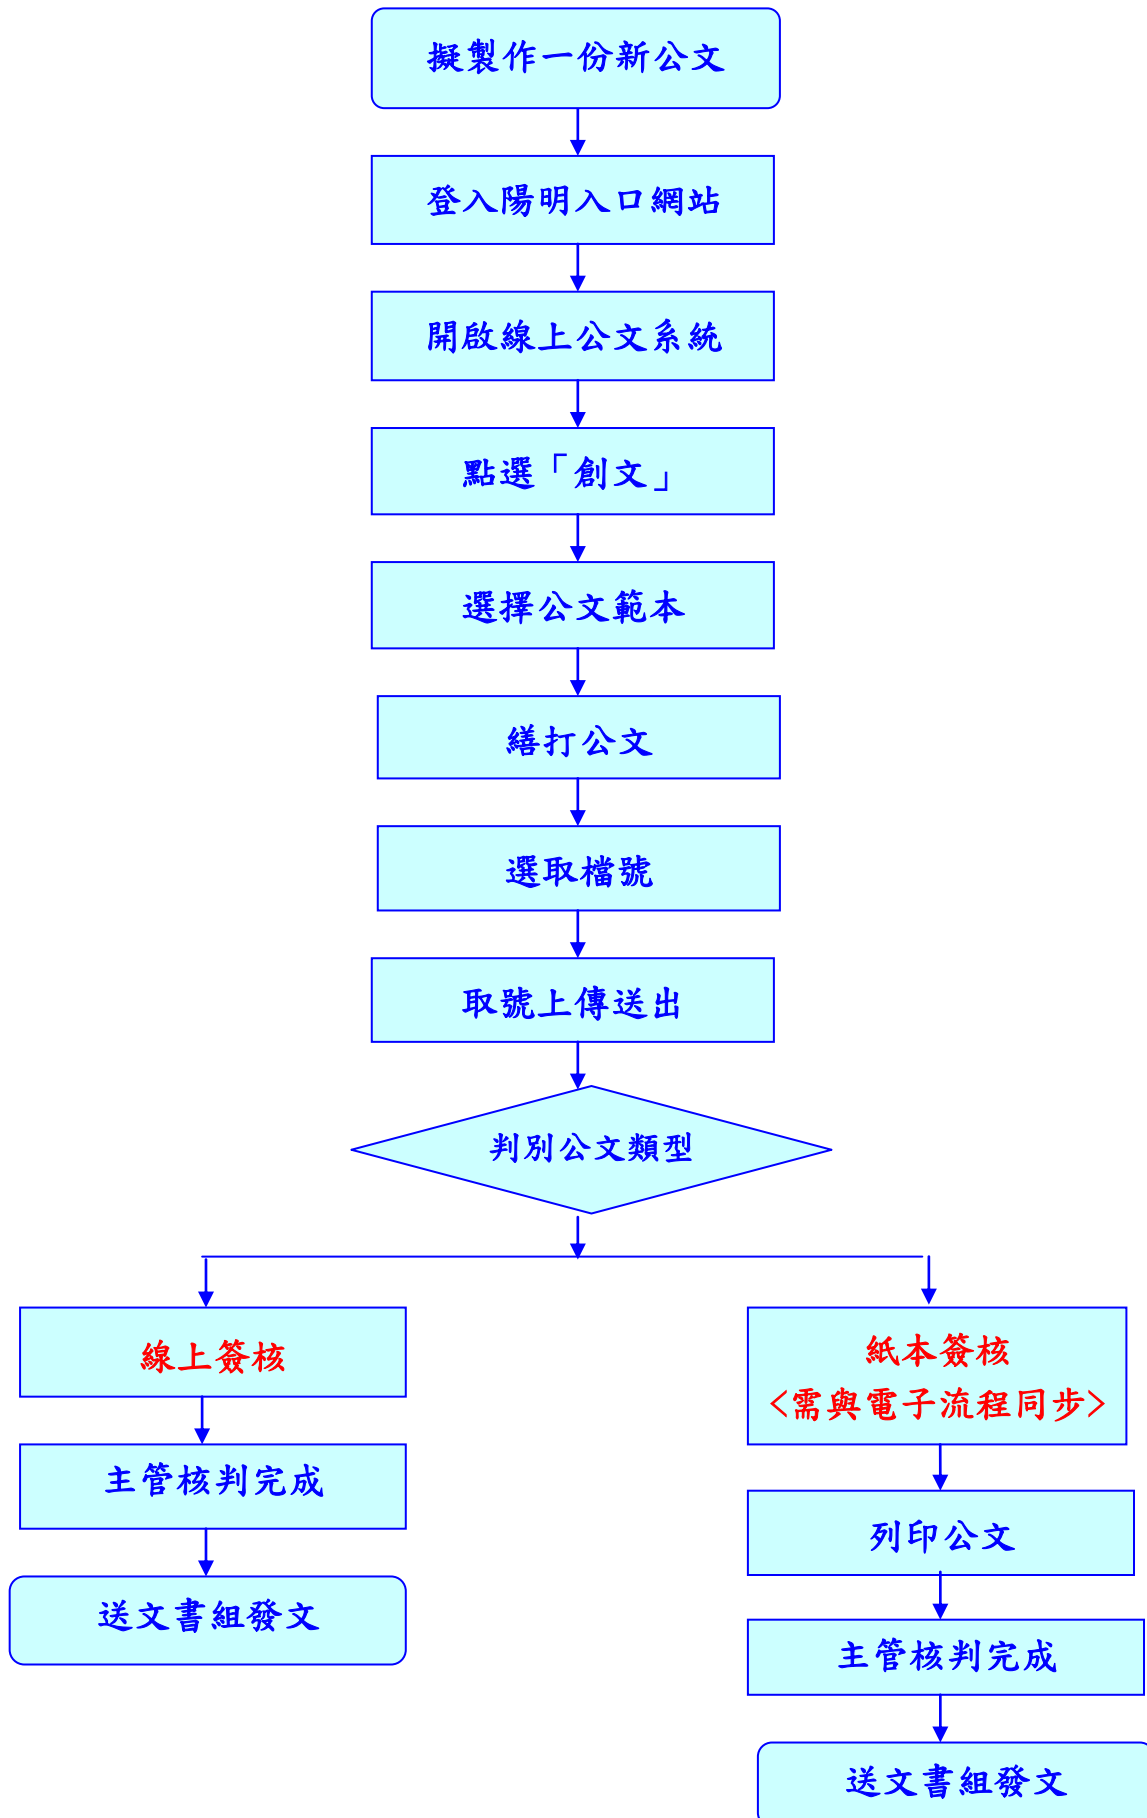 擬製作一份新公文
登入陽明入口網站
開啟線上公文系統
點選「創文」
選擇公文範本
繕打公文
選取檔號
取號上傳送出
判別公文類型
線上簽核
主管核判完成
送文書組發文
紙本簽核
<需與電子流程同步>
列印公文
主管核判完成
送文書組發文